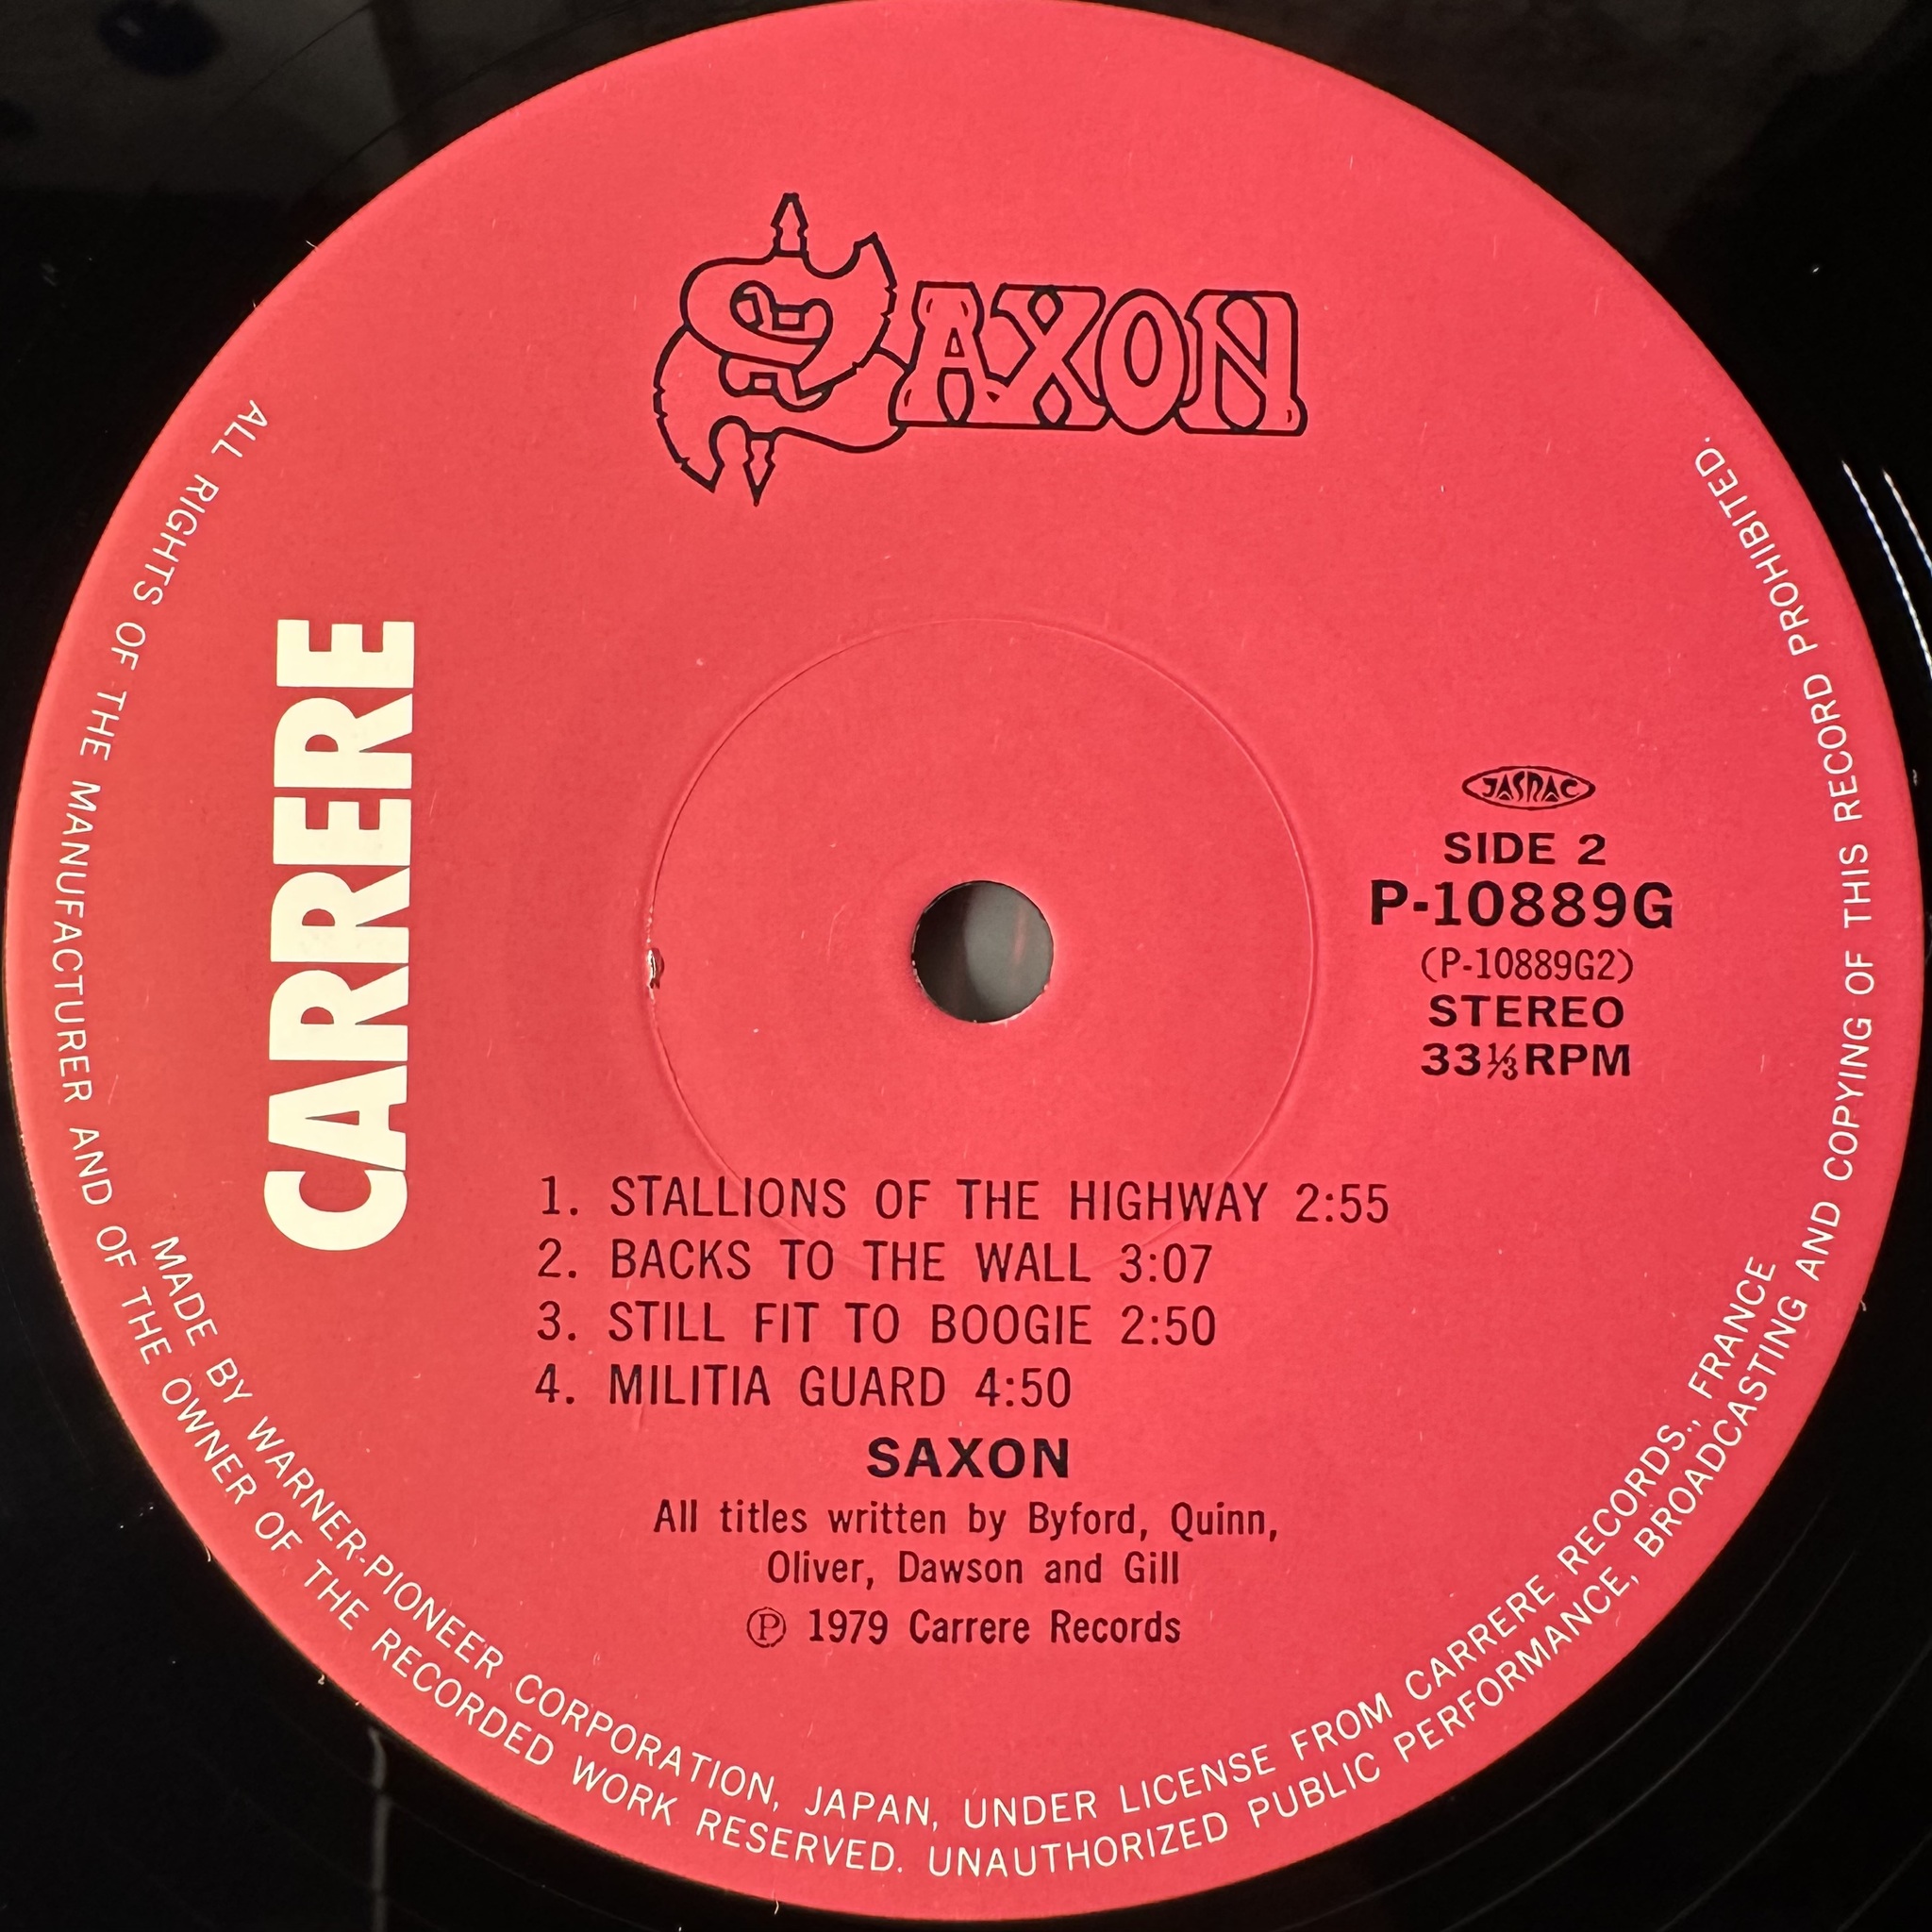 SAXON
CARRERE
JASRAC
SIDE 2
P-10889G
(P-10889G2)
STEREO
33⅓RPM
1. STALLIONS OF THE HIGHWAY 2:55
2. BACKS TO THE WALL 3:07
3. STILL FIT TO BOOGIE 2:50
4. MILITIA GUARD 4:50
SAXON
All titles written by Byford, Quinn,
Oliver, Dawson and Gill
Ⓟ 1979 Carrere Records
MADE BY WARNER-PIONEER CORPORATION, JAPAN, UNDER LICENSE FROM CARRERE RECORDS., FRANCE
ALL RIGHTS OF THE MANUFACTURER AND OF THE OWNER OF THE RECORDED WORK RESERVED. UNAUTHORIZED PUBLIC PERFORMANCE, BROADCASTING AND COPYING OF THIS RECORD PROHIBITED.